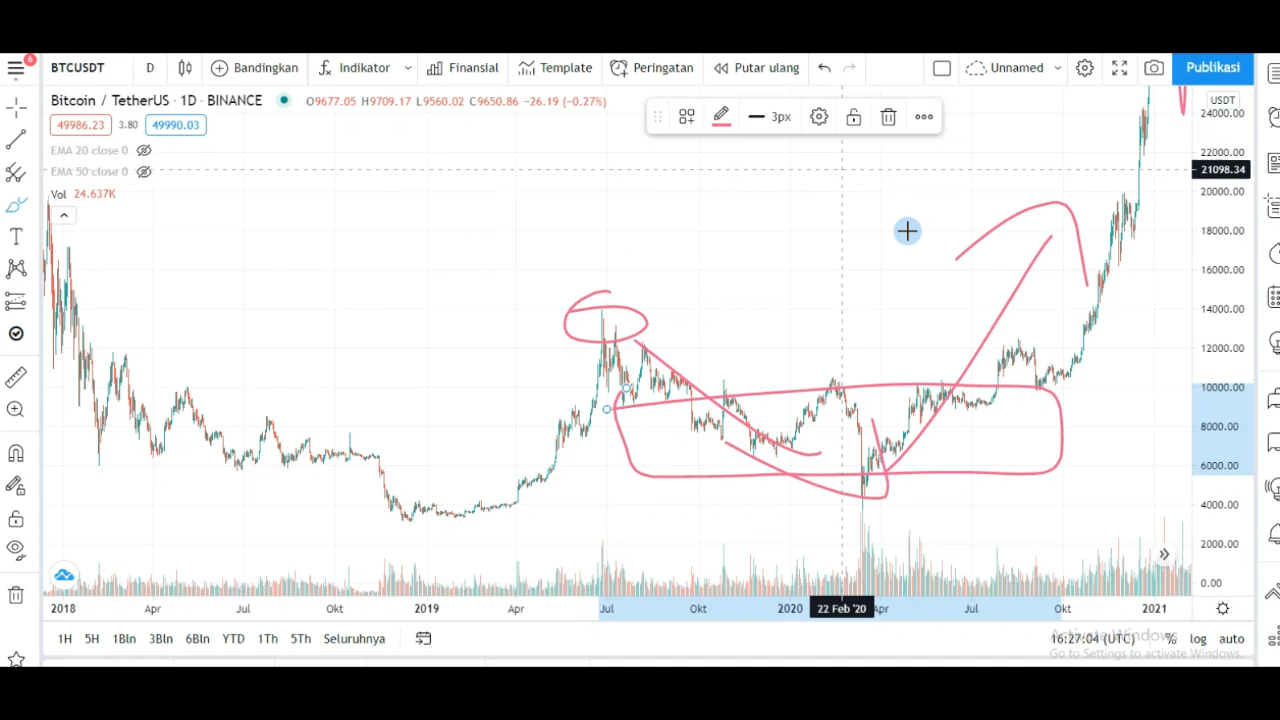 6
BTCUSDT D Bandingkan Indikator Finansial Template Peringatan Putar ulang Unnamed Publikasi
Bitcoin / TetherUS · 1D · BINANCE O9677.05 H9709.17 L9560.02 C9650.86 -26.19 (-0.27%)
3px
USDT
49986.23 3.80 49990.03
EMA 20 close 0
EMA 50 close 0
Vol 24.637K
24000.00
22000.00
21098.34
20000.00
18000.00
16000.00
14000.00
12000.00
10000.00
8000.00
6000.00
4000.00
2000.00
0.00
2018 Apr Jul Okt 2019 Apr Jul Okt 2020 22 Feb '20 Apr Jul Okt 2021
1H 5H 1Bln 3Bln 6Bln YTD 1Th 5Th Seluruhnya 16:27:04 (UTC) % log auto
Activate Windows
Go to Settings to activate Windows.